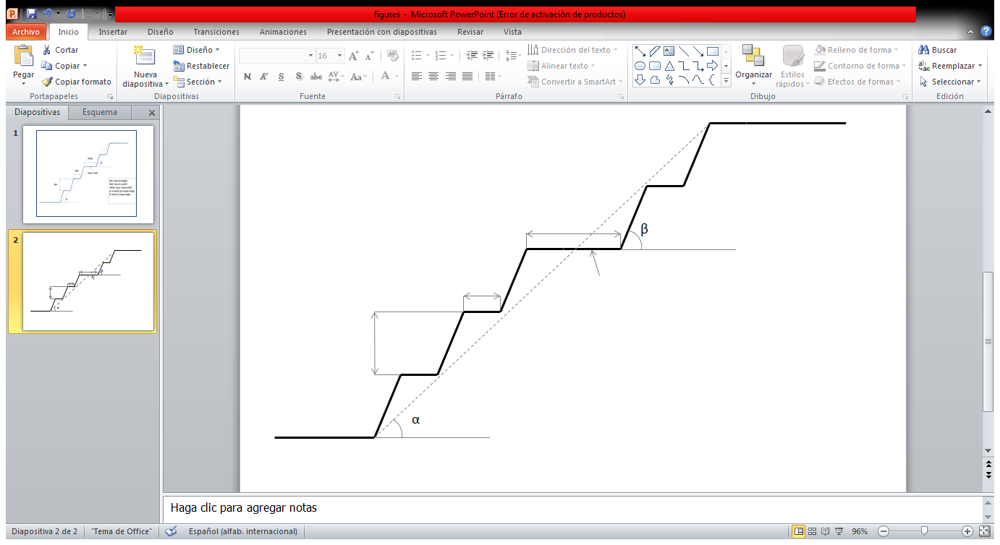 figures - Microsoft PowerPoint (Error de activación de productos)
Archivo Inicio Insertar Diseño Transiciones Animaciones Presentación con diapositivas Revisar Vista
Pegar
Cortar
Copiar
Copiar formato
Portapapeles
Nueva
diapositiva
Diseño
Restablecer
Sección
Diapositivas
16
N K S S abc AV Aa A
Fuente
Dirección del texto
Alinear texto
Convertir a SmartArt
Párrafo
Organizar
Estilos
rápidos
Relleno de forma
Contorno de forma
Efectos de formas
Dibujo
Buscar
Reemplazar
Seleccionar
Edición
Diapositivas Esquema
1
2
β
α
Haga clic para agregar notas
Diapositiva 2 de 2 "Tema de Office" Español (alfab. internacional) 96%